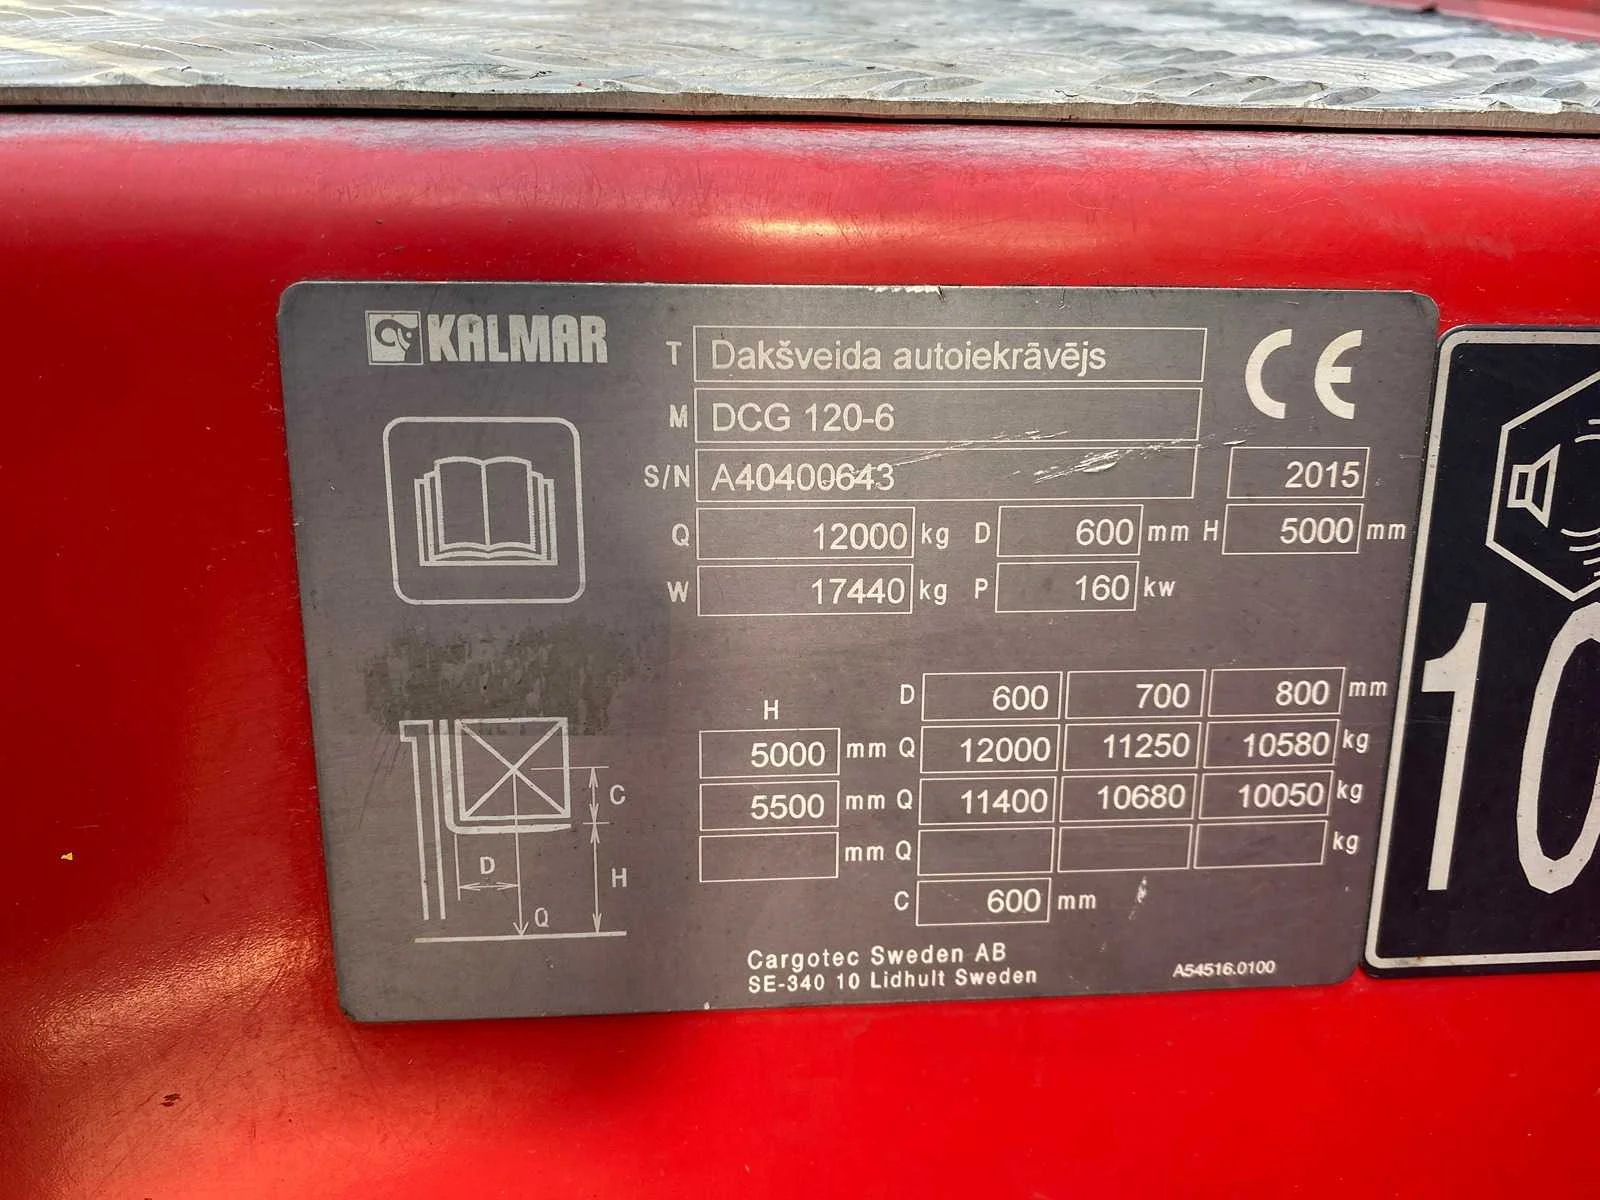 KALMAR
T Dakšveida autoiekrāvējs
M DCG 120-6
S/N A40400643 2015
Q 12000 kg D 600 mm H 5000 mm
W 17440 kg P 160 kw
H D 600 700 800 mm
5000 mm Q 12000 11250 10580 kg
5500 mm Q 11400 10680 10050 kg
mm Q kg
C 600 mm
C
D H
Q
Cargotec Sweden AB
SE-340 10 Lidhult Sweden
A54516.0100
CE